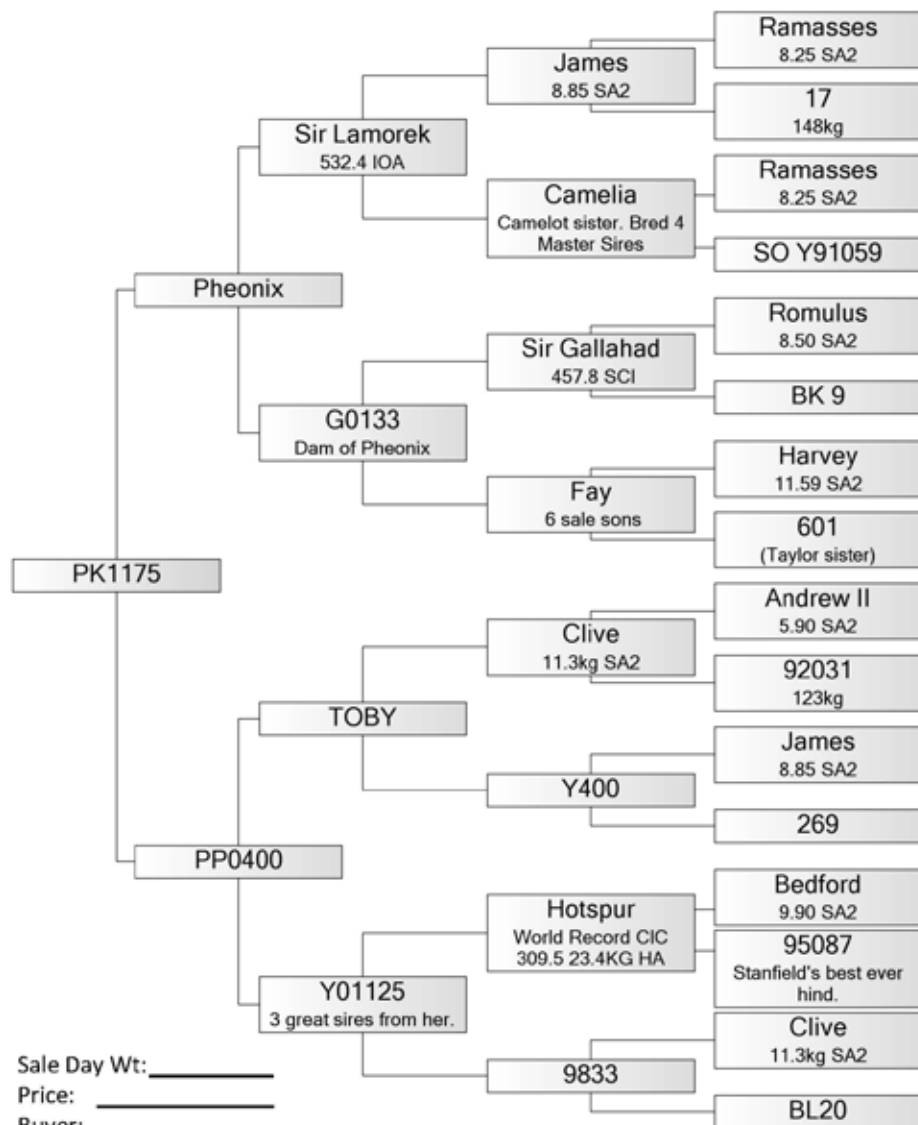 Ramasses
8.25 SA2
James
8.85 SA2
17
148kg
Sir Lamorek
532.4 IOA
Ramasses
8.25 SA2
Camelia
Camelot sister. Bred 4
Master Sires
SO Y91059
Pheonix
Romulus
8.50 SA2
Sir Gallahad
457.8 SCI
BK 9
G0133
Dam of Pheonix
Harvey
11.59 SA2
Fay
6 sale sons
601
(Taylor sister)
PK1175
Andrew II
5.90 SA2
Clive
11.3kg SA2
92031
123kg
TOBY
James
8.85 SA2
Y400
269
PP0400
Bedford
9.90 SA2
Hotspur
World Record CIC
309.5 23.4KG HA
95087
Stanfield's best ever
hind.
Y01125
3 great sires from her.
Clive
11.3kg SA2
9833
BL20
Sale Day Wt:
Price:
Buyer: